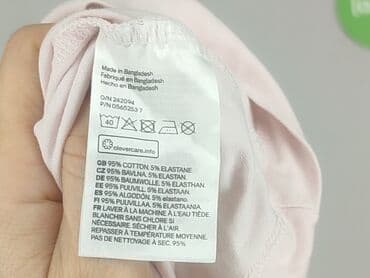 Made in Bangladesh
Fabriqué en Bangladesh
Hecho en Bangladesh
O/N 242094
P/N 0560253 7
40
clevercare.info
GB 95% COTTON. 5% ELASTANE
CZ 95% BAVLNA. 5% ELASTAN.
DE 95% BAUMWOLLE. 5% ELASTHAN
EE 95% PUUVILL. 5% ELASTAAN.
ES 95% ALGODÓN. 5% elastano.
FI 95% PUUVILLAA. 5% ELASTAANIA.
FR LAVER À LA MACHINE À L'EAU TIÈDE.
BLANCHIR SANS CHLORE SI
NÉCESSAIRE. SÉCHER À L'AIR.
REPASSER À TEMPÉRATURE MOYENNE.
PAS DE NETTOYAGE À SEC. 95%